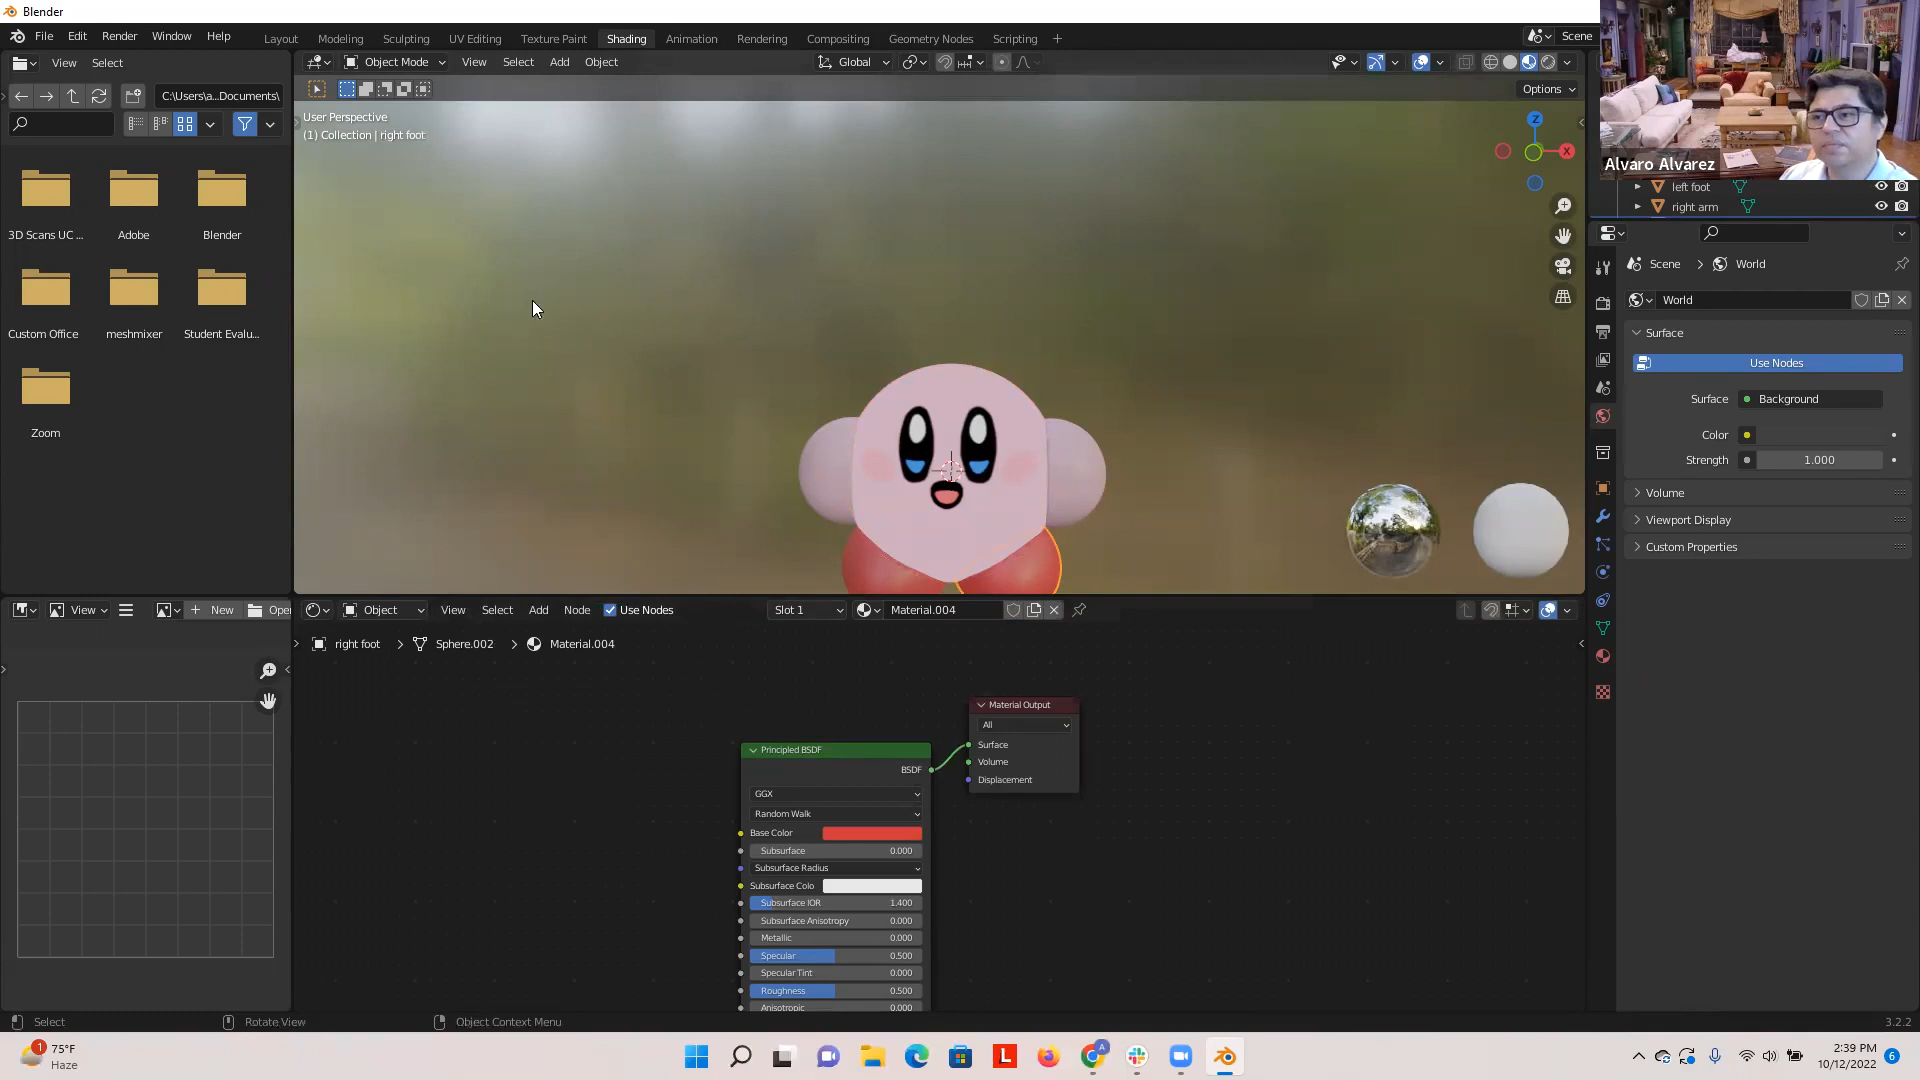 Blender
File Edit Render Window Help
Layout Modeling Sculpting UV Editing Texture Paint Shading Animation Rendering Compositing Geometry Nodes Scripting +
Scene
View Select
Object Mode View Select Add Object
Global
C:\Users\a...Documents\
Options
User Perspective
(1) Collection | right foot
Z
X
Alvaro Alvarez
left foot
right arm
3D Scans UC ... Adobe Blender
Custom Office meshmixer Student Evalu...
Zoom
Scene > World
World
Surface
Use Nodes
Surface Background
Color
Strength 1.000
Volume
Viewport Display
Custom Properties
View New Open
Object View Select Add Node Use Nodes Slot 1 Material.004
right foot > Sphere.002 > Material.004
Material Output
All
Surface
Volume
Displacement
Principled BSDF
BSDF
GGX
Random Walk
Base Color
Subsurface 0.000
Subsurface Radius
Subsurface Colo
Subsurface IOR 1.400
Subsurface Anisotropy 0.000
Metallic 0.000
Specular 0.500
Specular Tint 0.000
Roughness 0.500
Anisotropic 0.000
Select Rotate View Object Context Menu 3.2.2
1
75°F
Haze
L
A
2:39 PM
10/12/2022
6